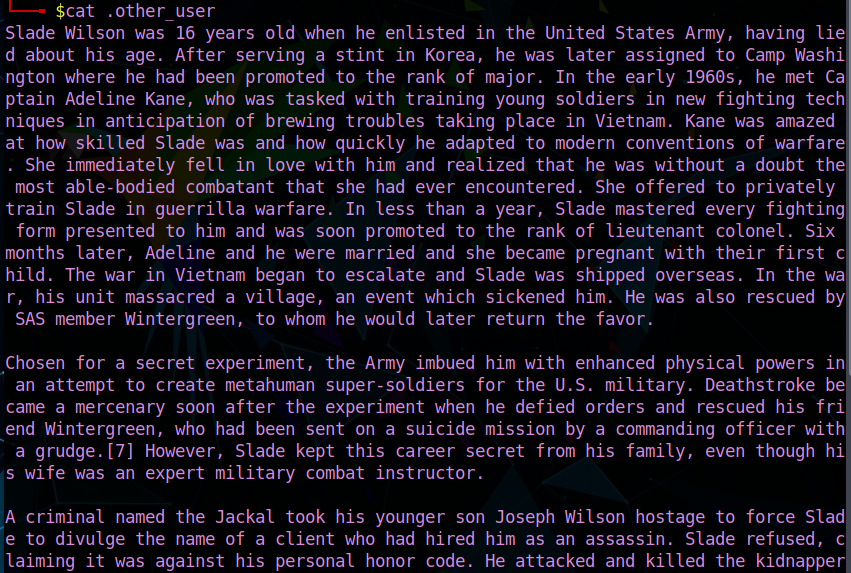 $cat .other_user
Slade Wilson was 16 years old when he enlisted in the United States Army, having lie
d about his age. After serving a stint in Korea, he was later assigned to Camp Washi
ngton where he had been promoted to the rank of major. In the early 1960s, he met Ca
ptain Adeline Kane, who was tasked with training young soldiers in new fighting tech
niques in anticipation of brewing troubles taking place in Vietnam. Kane was amazed
at how skilled Slade was and how quickly he adapted to modern conventions of warfare
. She immediately fell in love with him and realized that he was without a doubt the
 most able-bodied combatant that she had ever encountered. She offered to privately
train Slade in guerrilla warfare. In less than a year, Slade mastered every fighting
 form presented to him and was soon promoted to the rank of lieutenant colonel. Six
months later, Adeline and he were married and she became pregnant with their first c
hild. The war in Vietnam began to escalate and Slade was shipped overseas. In the wa
r, his unit massacred a village, an event which sickened him. He was also rescued by
 SAS member Wintergreen, to whom he would later return the favor.

Chosen for a secret experiment, the Army imbued him with enhanced physical powers in
 an attempt to create metahuman super-soldiers for the U.S. military. Deathstroke be
came a mercenary soon after the experiment when he defied orders and rescued his fri
end Wintergreen, who had been sent on a suicide mission by a commanding officer with
 a grudge.[7] However, Slade kept this career secret from his family, even though hi
s wife was an expert military combat instructor.

A criminal named the Jackal took his younger son Joseph Wilson hostage to force Slad
e to divulge the name of a client who had hired him as an assassin. Slade refused, c
laiming it was against his personal honor code. He attacked and killed the kidnapper